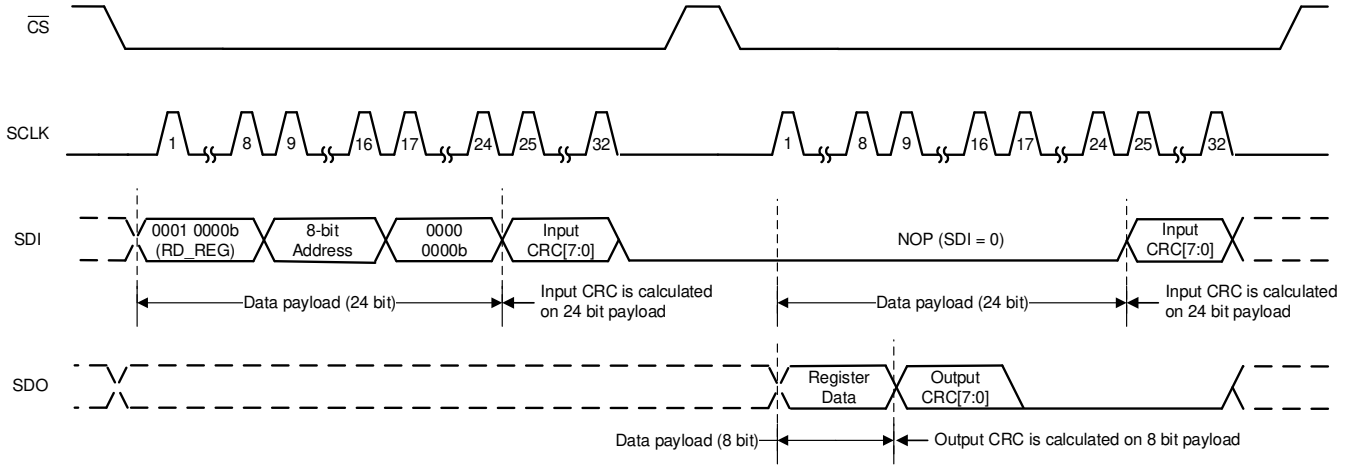 CS
SCLK
1 8 9 16 17 24 25 32 1 8 9 16 17 24 25 32
SDI
0001 0000b
(RD_REG)
8-bit
Address
0000
0000b
Input
CRC[7:0]
NOP (SDI = 0)
Input
CRC[7:0]
Data payload (24 bit)
Input CRC is calculated
on 24 bit payload
Data payload (24 bit)
Input CRC is calculated
on 24 bit payload
SDO
Register
Data
Output
CRC[7:0]
Data payload (8 bit)
Output CRC is calculated on 8 bit payload